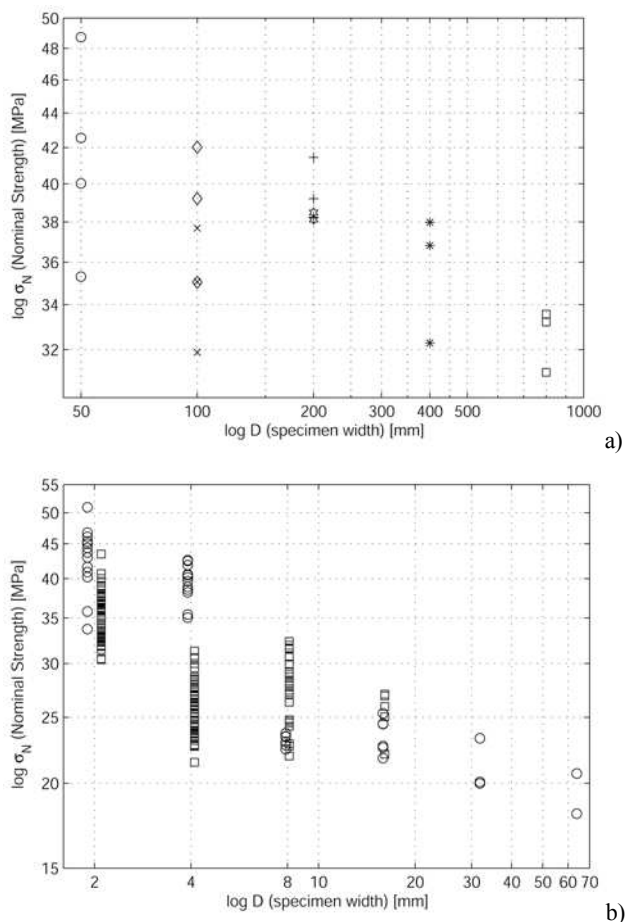 50
48
46
44
42
40
38
36
34
32
log σN (Nominal Strength) [MPa]
50 100 200 300 400 500 1000
log D (specimen width) [mm]
a)
55
50
45
40
35
30
25
20
15
log σN (Nominal Strength) [MPa]
2 4 8 10 20 30 40 50 60 70
log D (specimen width) [mm]
b)